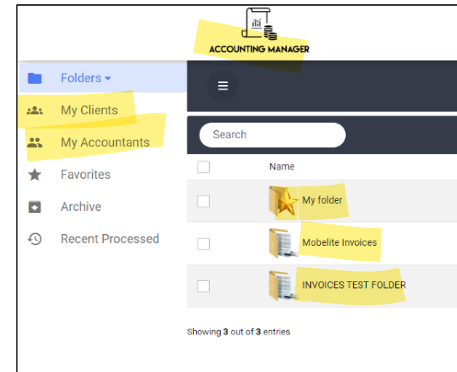 ACCOUNTING MANAGER
Folders
My Clients
My Accountants
Favorites
Archive
Recent Processed
Search
Name
My folder
Mobelite Invoices
INVOICES TEST FOLDER
Showing 3 out of 3 entries